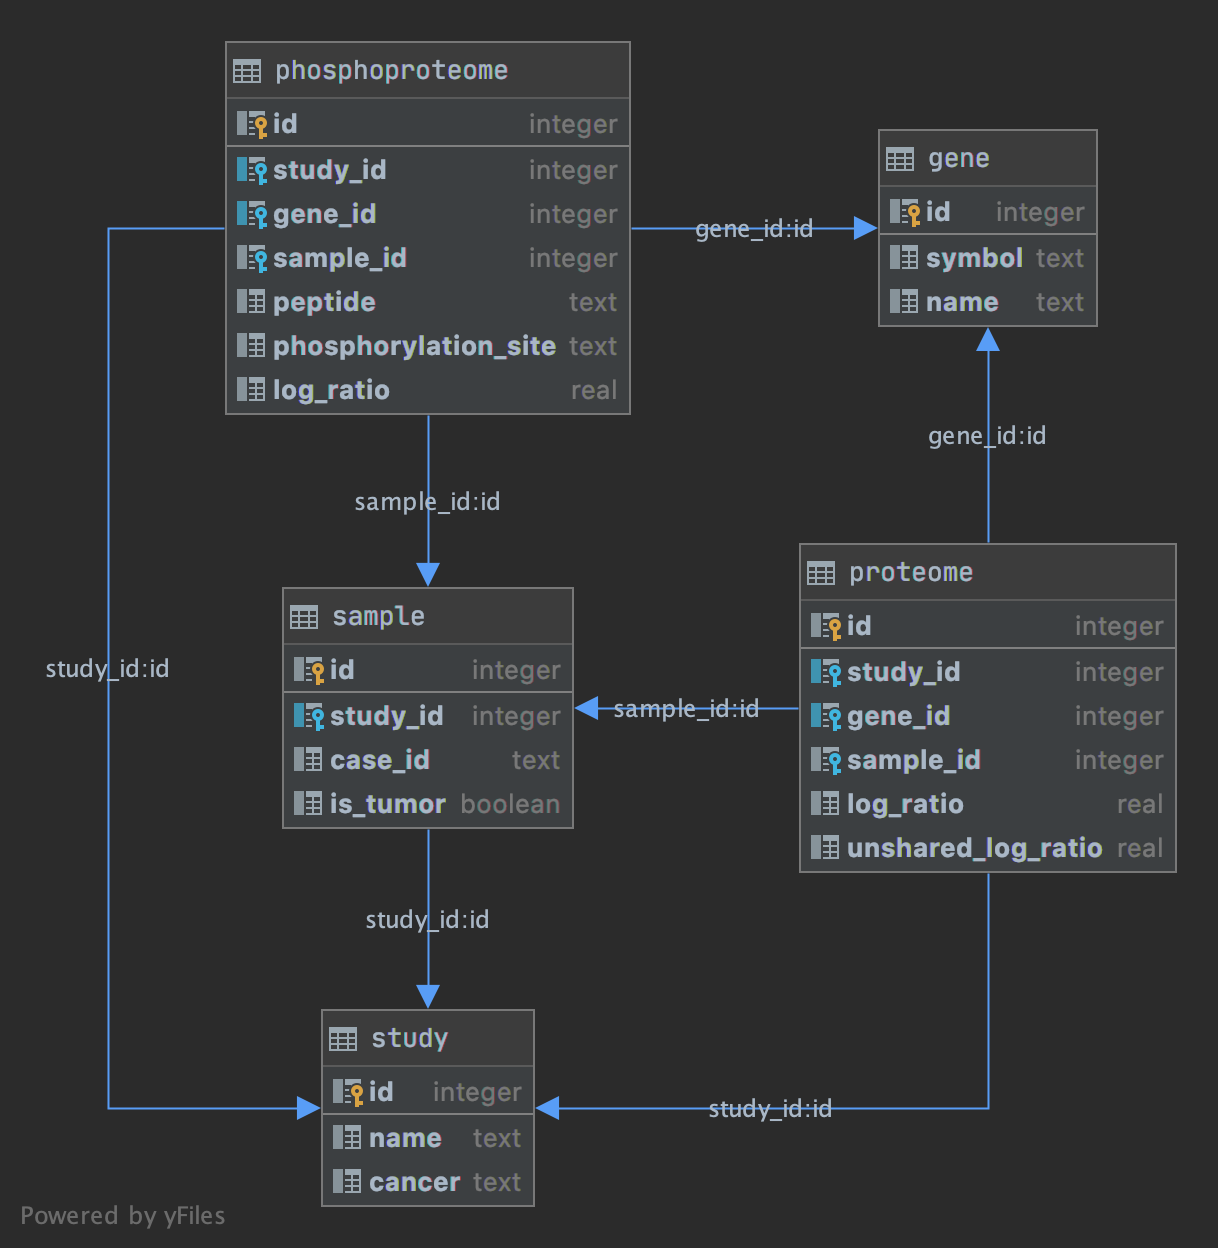 phosphoproteome
id integer
study_id integer
gene_id integer
sample_id integer
peptide text
phosphorylation_site text
log_ratio real
gene
id integer
symbol text
name text
gene_id:id
gene_id:id
sample_id:id
proteome
id integer
study_id integer
gene_id integer
sample_id integer
log_ratio real
unshared_log_ratio real
sample
id integer
study_id integer
case_id text
is_tumor boolean
study_id:id
sample_id:id
study_id:id
study
id integer
name text
cancer text
study_id:id
Powered by yFiles